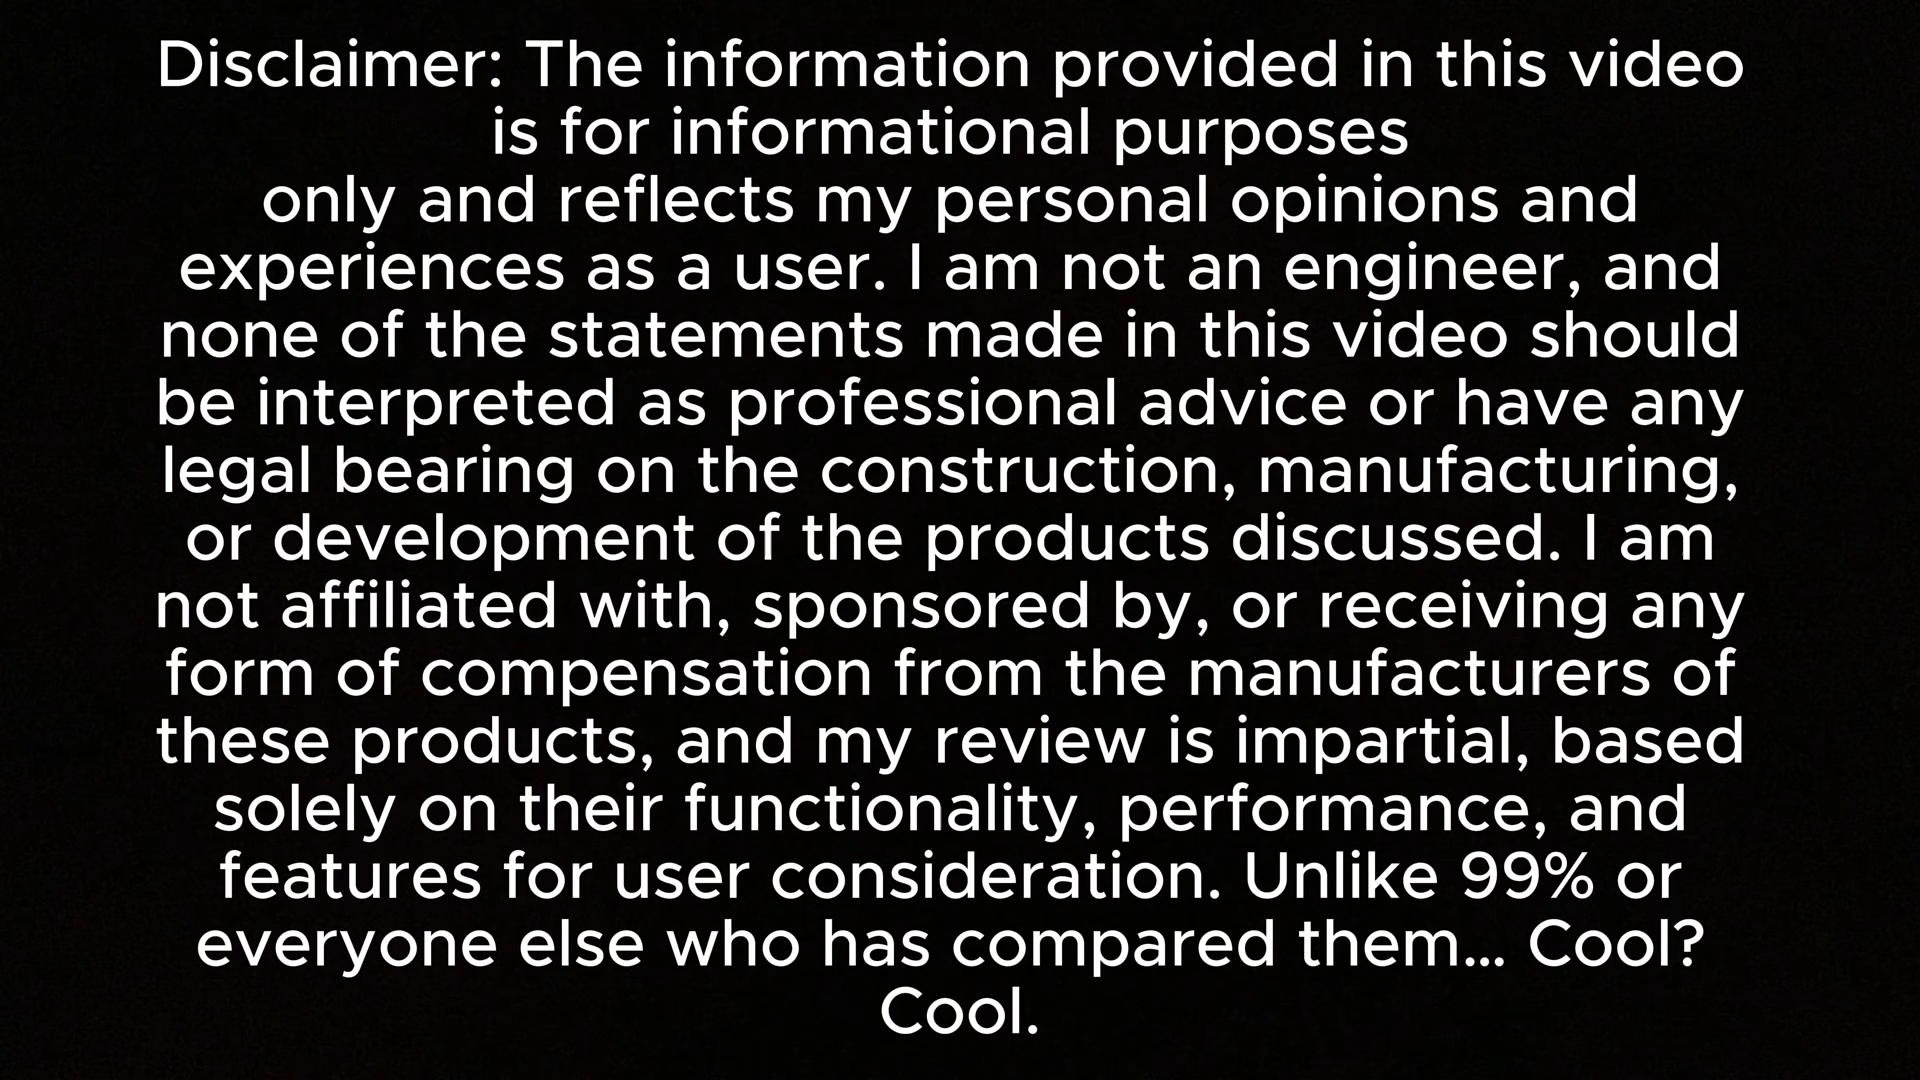 Disclaimer: The information provided in this video
is for informational purposes
only and reflects my personal opinions and
experiences as a user. I am not an engineer, and
none of the statements made in this video should
be interpreted as professional advice or have any
legal bearing on the construction, manufacturing,
or development of the products discussed. I am
not affiliated with, sponsored by, or receiving any
form of compensation from the manufacturers of
these products, and my review is impartial, based
solely on their functionality, performance, and
features for user consideration. Unlike 99% or
everyone else who has compared them... Cool?
Cool.